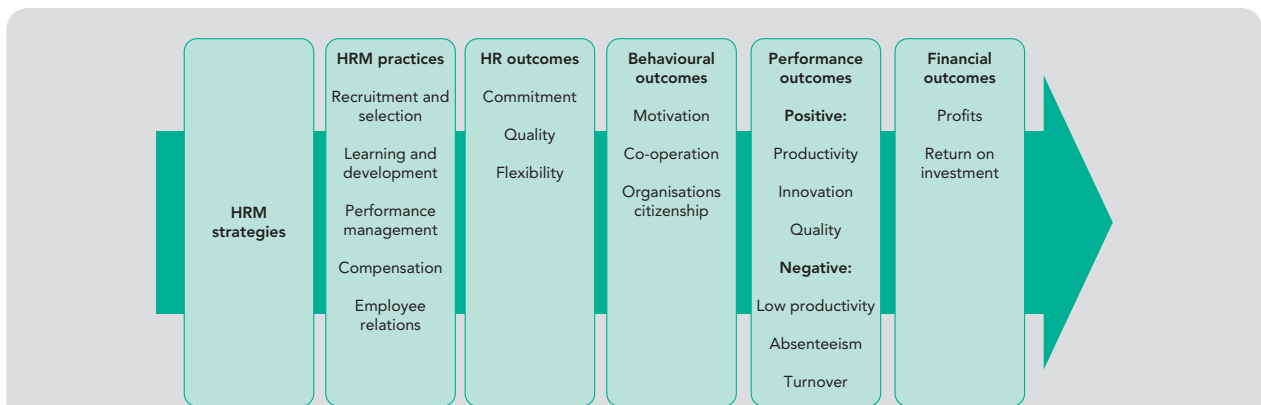 HRM
strategies
HRM practices
Recruitment and
selection
Learning and
development
Performance
management
Compensation
Employee
relations
HR outcomes
Commitment
Quality
Flexibility
Behavioural
outcomes
Motivation
Co-operation
Organisations
citizenship
Performance
outcomes
Positive:
Productivity
Innovation
Quality
Negative:
Low productivity
Absenteeism
Turnover
Financial
outcomes
Profits
Return on
investment